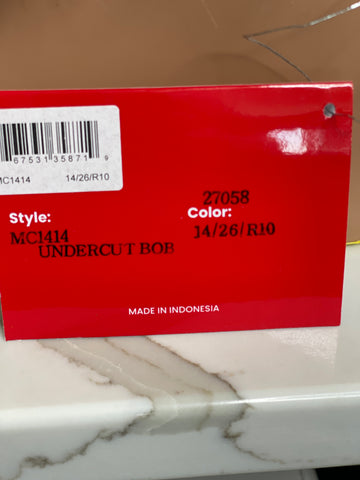 67531 35871 9
MC1414 14/26/R10
27058
Style: Color:
MC1414 14/26/R10
UNDERCUT BOB
MADE IN INDONESIA